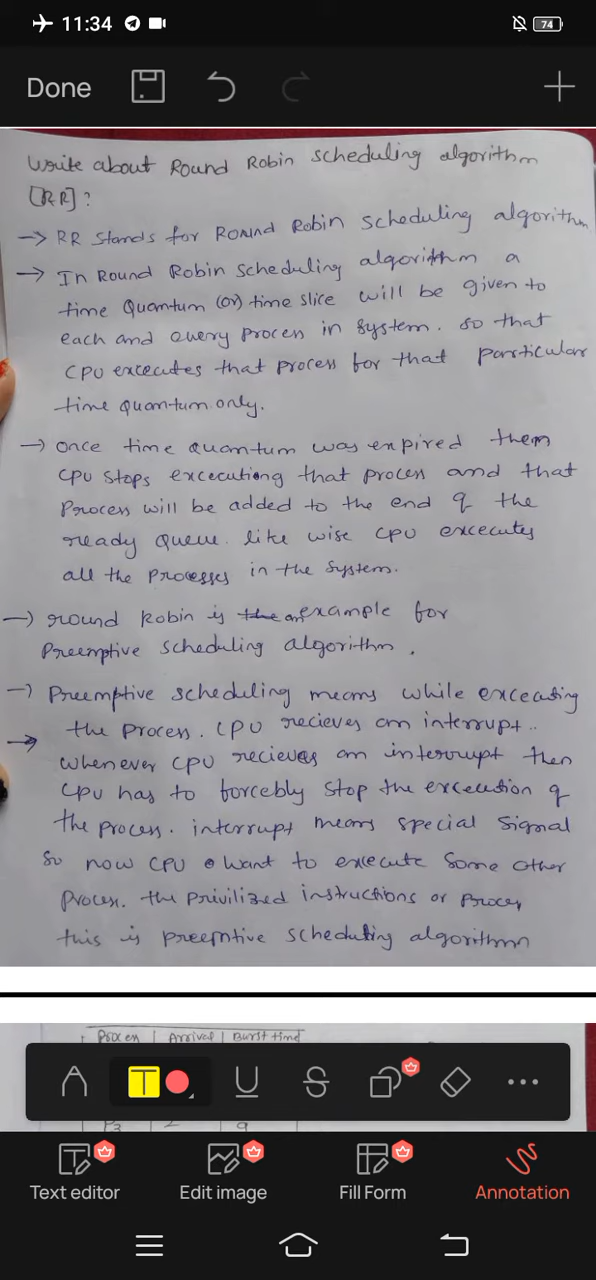 11:34
74
Done
Write about Round Robin scheduling algorithm
[RR]?
→ RR stands for Round Robin scheduling algorithm.
→ In Round Robin scheduling algorithm a
time Quantum (or) time slice will be given to
each and every process in system. so that
CPU excecutes that process for that particular
time quantum only.
→ once time quantum was expired them
CPU stops excecutiong that process and that
process will be added to the end of the
ready queue. like wise CPU excecutes
all the processes in the system.
→ round Robin is an example for
Preemptive scheduling algorithm.
→ Preemptive scheduling means while excecuting
the process. CPU recieves an interrupt..
→ whenever CPU recieves an interrupt then
CPU has to forcebly stop the excecution of
the process. interrupt means special signal
so now CPU want to execute some other
process. the privilized instructions or process
this is preemptive scheduling algorithm
Process | Arrival | Burst time
P3 | 2 | 9
Text editor
Edit image
Fill Form
Annotation